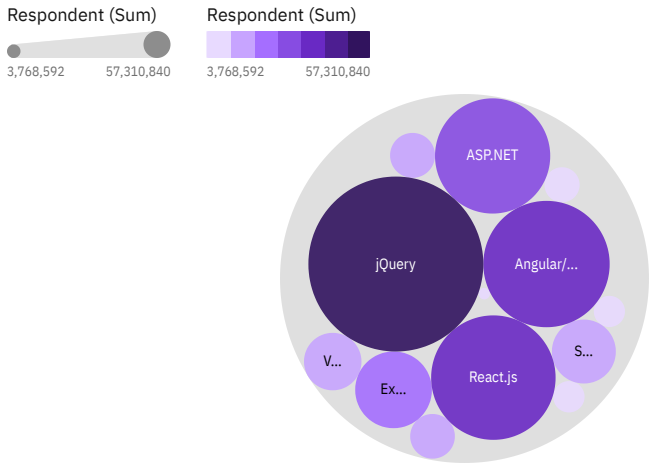 Respondent (Sum)
3,768,592 57,310,840
Respondent (Sum)
3,768,592 57,310,840
ASP.NET
jQuery
Angular/...
S...
V...
React.js
Ex...